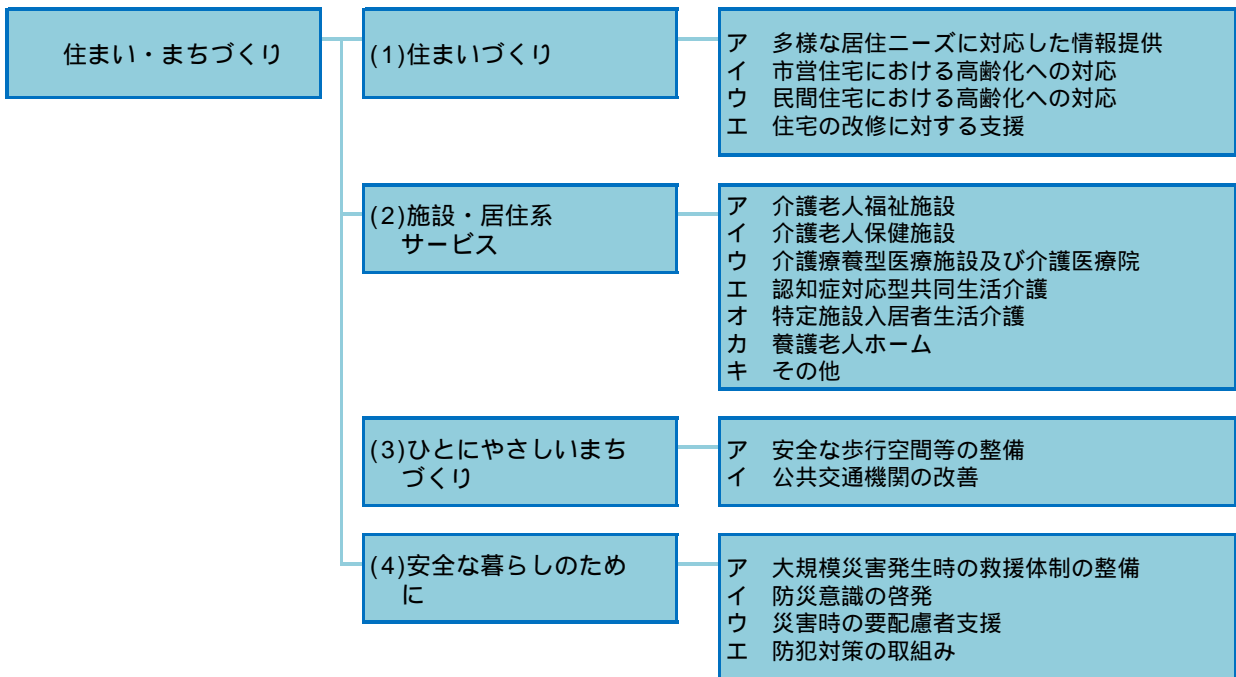 住まい・まちづくり
(1)住まいづくり
ア 多様な居住ニーズに対応した情報提供
イ 市営住宅における高齢化への対応
ウ 民間住宅における高齢化への対応
エ 住宅の改修に対する支援
(2)施設・居住系
サービス
ア 介護老人福祉施設
イ 介護老人保健施設
ウ 介護療養型医療施設及び介護医療院
エ 認知症対応型共同生活介護
オ 特定施設入居者生活介護
カ 養護老人ホーム
キ その他
(3)ひとにやさしいまち
づくり
ア 安全な歩行空間等の整備
イ 公共交通機関の改善
(4)安全な暮らしのため
に
ア 大規模災害発生時の救援体制の整備
イ 防災意識の啓発
ウ 災害時の要配慮者支援
エ 防犯対策の取組み